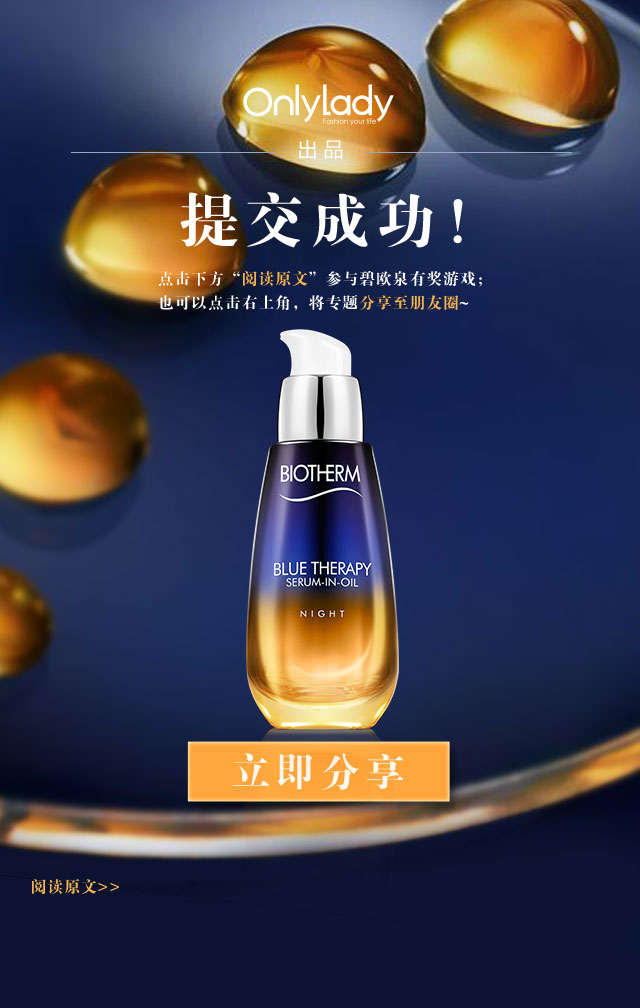 OnlyLady
Fashion your life
出品
提交成功!
点击下方“阅读原文”参与碧欧泉有奖游戏;
也可以点击右上角, 将专题分享至朋友圈~
BIOTHERM
BLUE THERAPY
SERUM-IN-OIL
NIGHT
立即分享
阅读原文>>